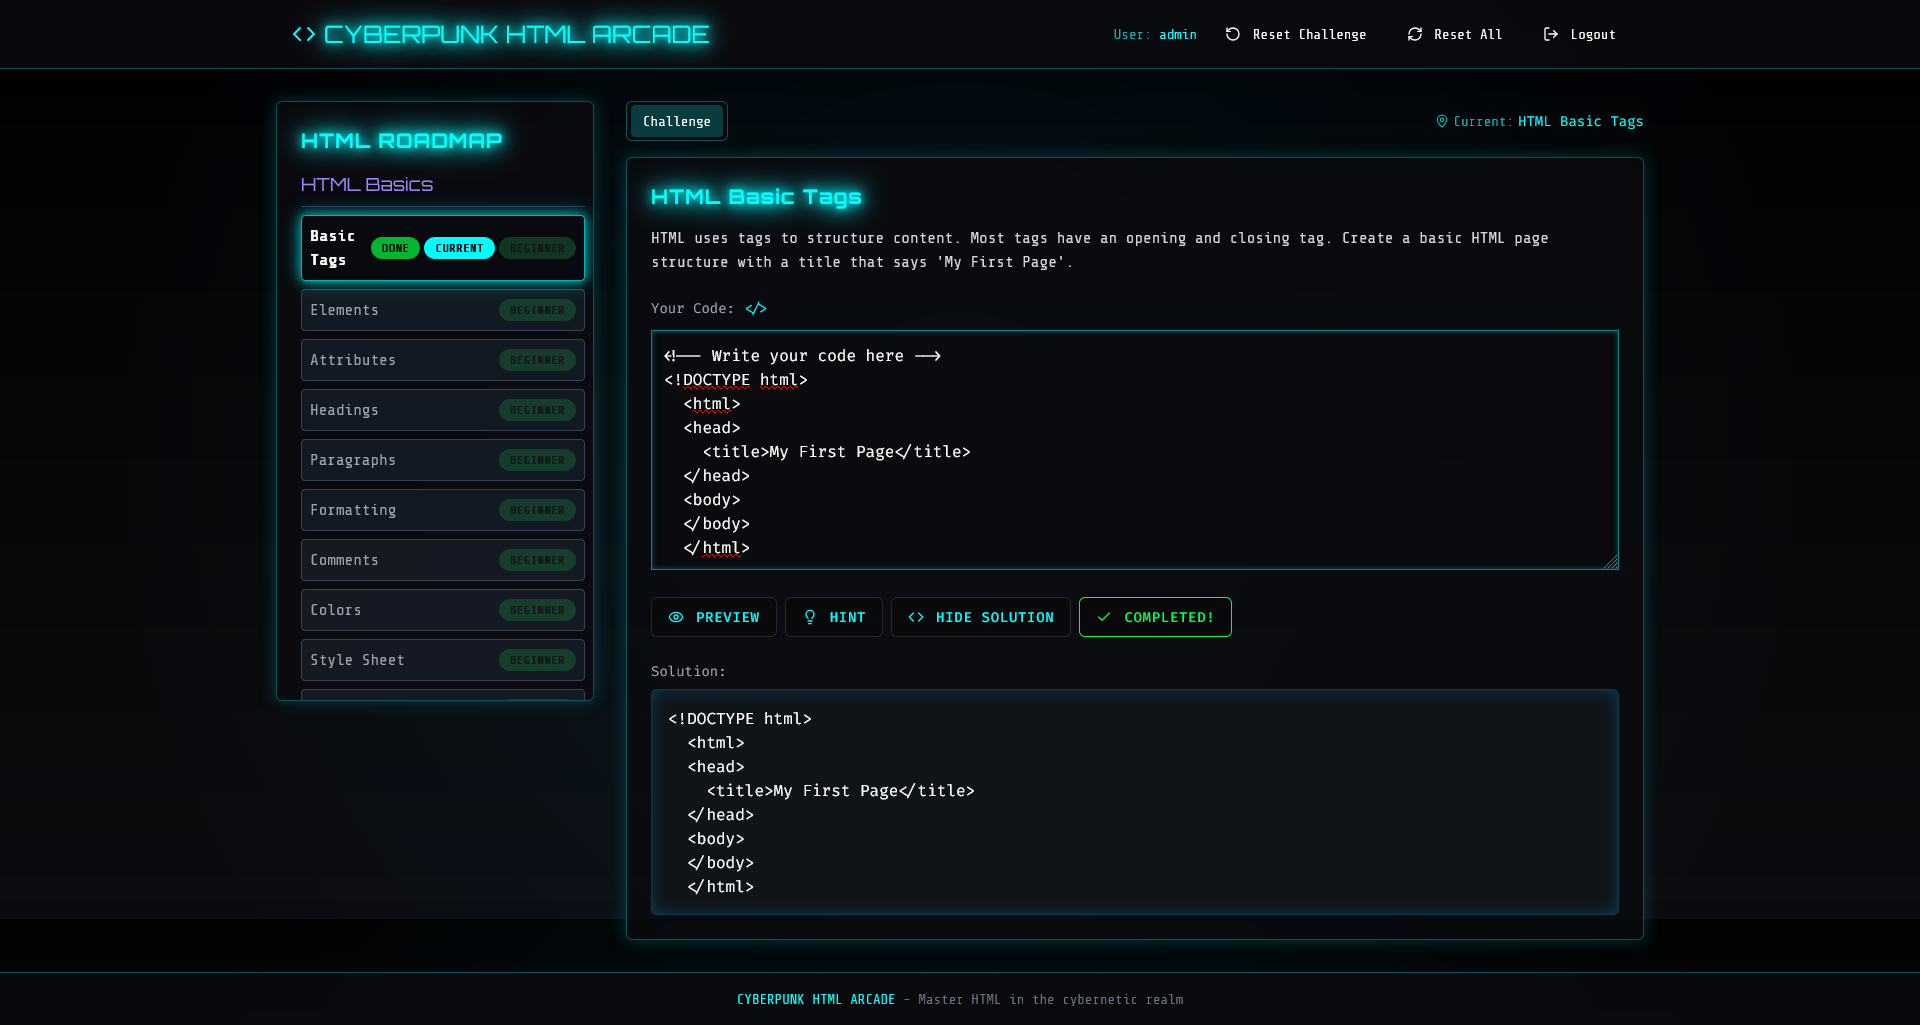 CYBERPUNK HTML ARCADE
User: admin
Reset Challenge
Reset All
Logout
HTML ROADMAP
HTML Basics
Basic Tags
DONE
CURRENT
BEGINNER
Elements
BEGINNER
Attributes
BEGINNER
Headings
BEGINNER
Paragraphs
BEGINNER
Formatting
BEGINNER
Comments
BEGINNER
Colors
BEGINNER
Style Sheet
BEGINNER
Challenge
Current: HTML Basic Tags
HTML Basic Tags
HTML uses tags to structure content. Most tags have an opening and closing tag. Create a basic HTML page
structure with a title that says 'My First Page'.
Your Code: </>
<!-- Write your code here -->
<!DOCTYPE html>
  <html>
  <head>
    <title>My First Page</title>
  </head>
  <body>
  </body>
  </html>
PREVIEW
HINT
HIDE SOLUTION
COMPLETED!
Solution:
<!DOCTYPE html>
  <html>
  <head>
    <title>My First Page</title>
  </head>
  <body>
  </body>
  </html>
CYBERPUNK HTML ARCADE - Master HTML in the cybernetic realm